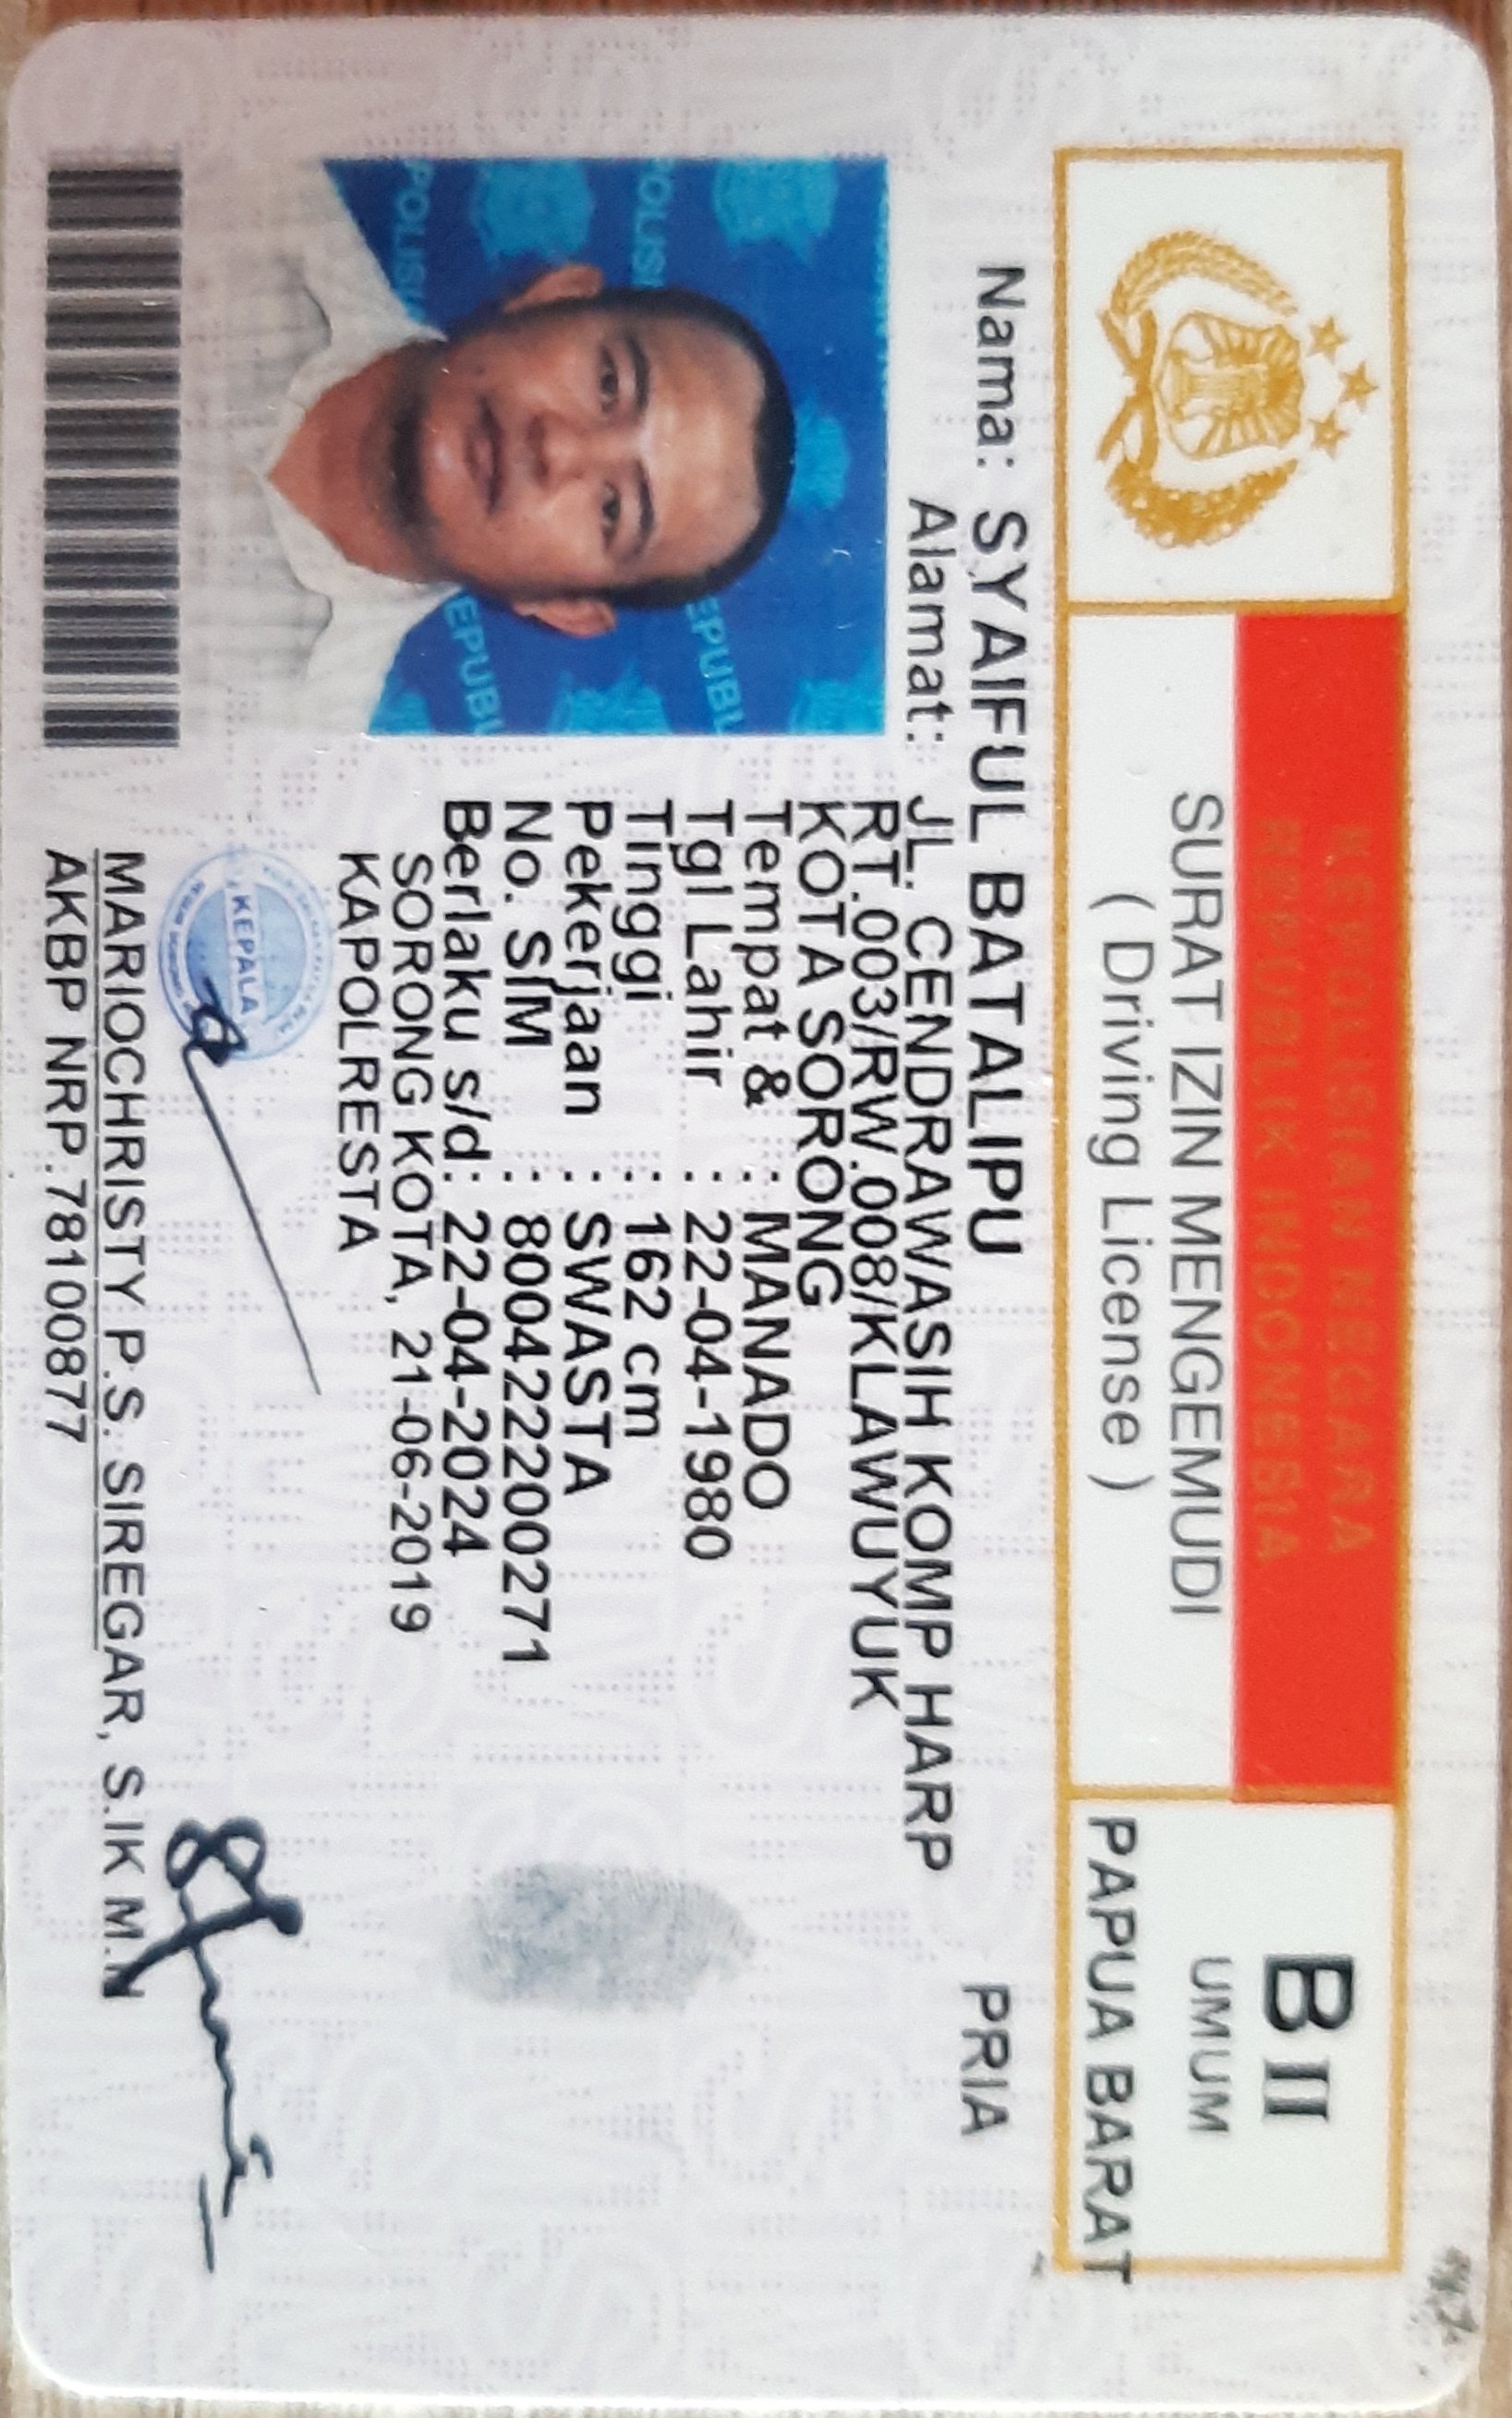 KEPOLISIAN NEGARA
REPUBLIK INDONESIA
SURAT IZIN MENGEMUDI
( Driving License )
B II
UMUM
PAPUA BARAT
Nama: SYAIFUL BATALIPU
PRIA
Alamat: JL. CENDRAWASIH KOMP HARP
RT.003/RW.008/KLAWUYUK
KOTA SORONG
Tempat & : MANADO
Tgl Lahir : 22-04-1980
Tinggi : 162 cm
Pekerjaan : SWASTA
No. SIM : 800422200271
Berlaku s/d: 22-04-2024
SORONG KOTA, 21-06-2019
KAPOLRESTA
KEPALA
MARIOCHRISTY P.S. SIREGAR, S.IK M.
AKBP NRP.78100877